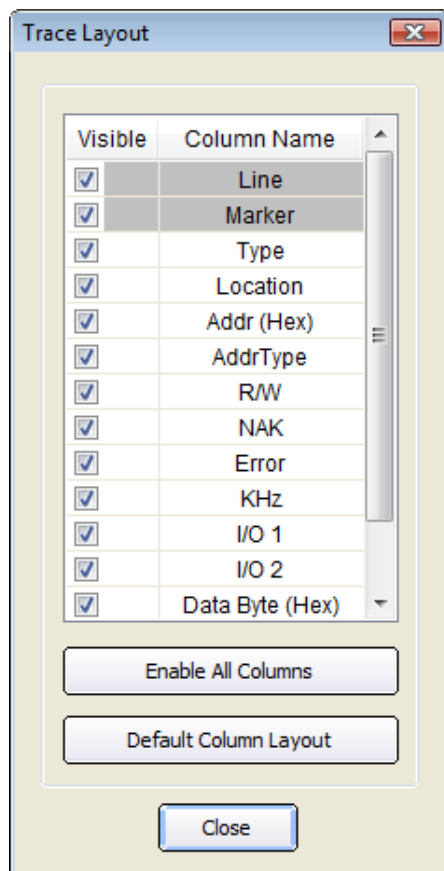 Trace Layout
Visible Column Name
Line
Marker
Type
Location
Addr (Hex)
AddrType
R/W
NAK
Error
KHz
I/O 1
I/O 2
Data Byte (Hex)
Enable All Columns
Default Column Layout
Close